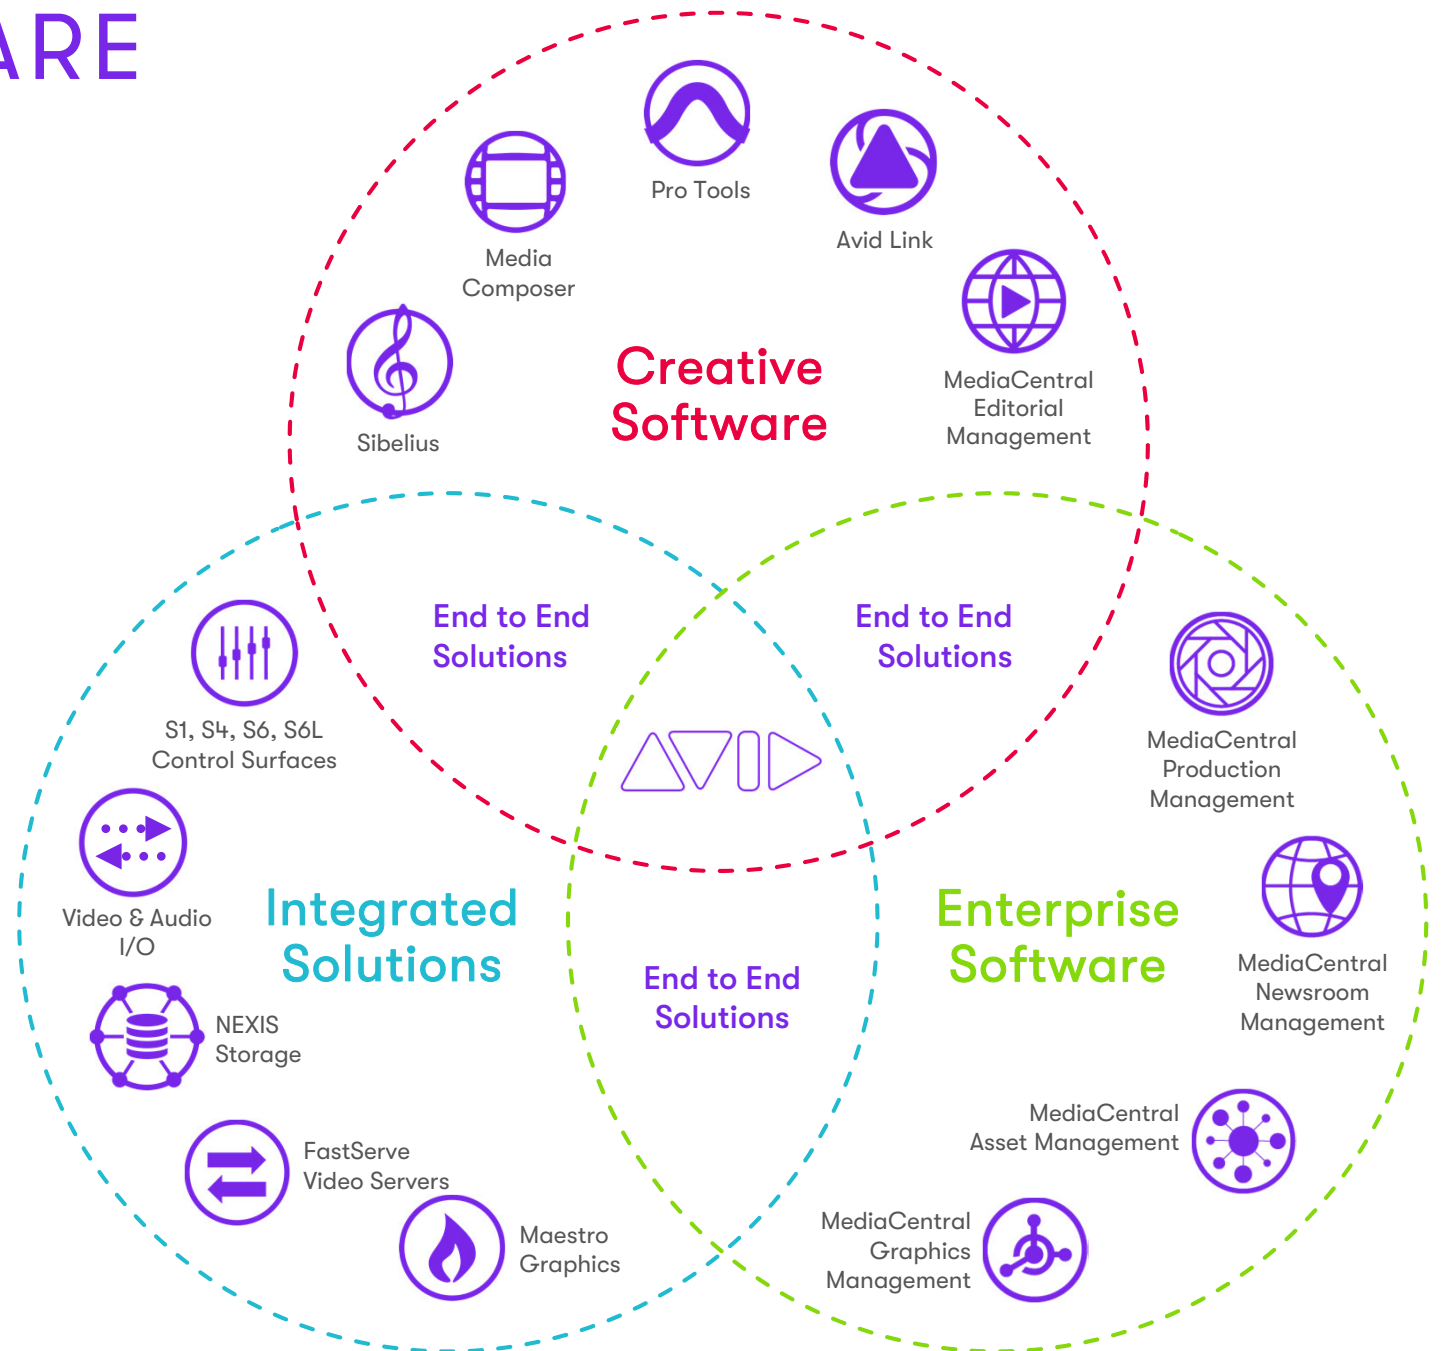 ARE
Pro Tools
Avid Link
Media
Composer
MediaCentral
Editorial
Management
Sibelius
Creative
Software
End to End
Solutions
End to End
Solutions
S1, S4, S6, S6L
Control Surfaces
MediaCentral
Production
Management
AVID
Video & Audio
I/O
Integrated
Solutions
Enterprise
Software
MediaCentral
Newsroom
Management
End to End
Solutions
NEXIS
Storage
MediaCentral
Asset Management
FastServe
Video Servers
Maestro
Graphics
MediaCentral
Graphics
Management